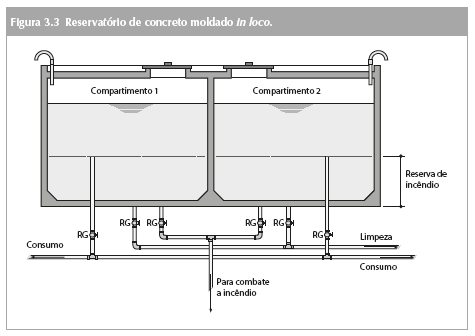 Figura 3.3 Reservatório de concreto moldado in loco.
Compartimento 1
Compartimento 2
Reserva de
incêndio
RG
RG
RG
RG
RG
RG
Consumo
Limpeza
Consumo
Para combate
a incêndio